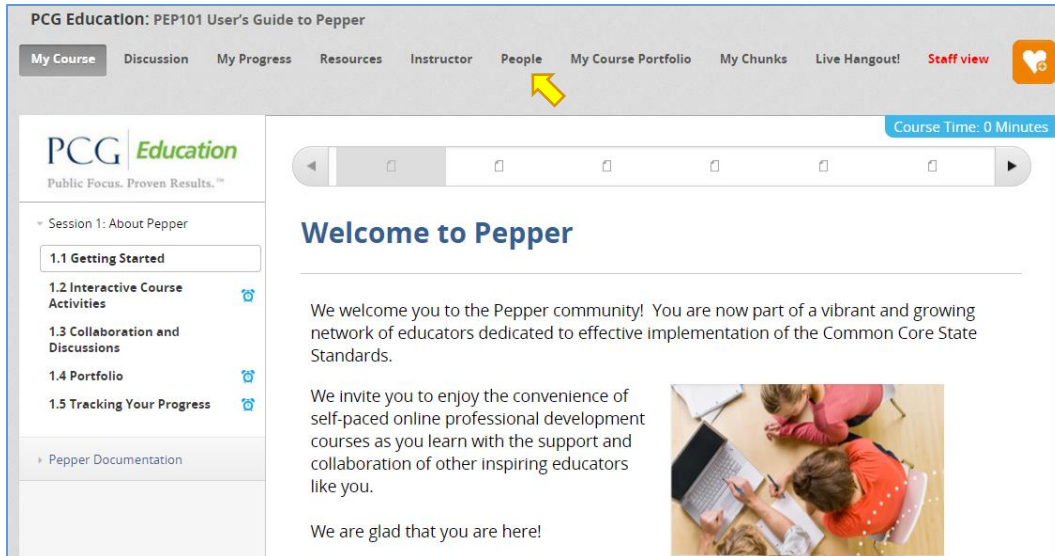 PCG Education: PEP101 User's Guide to Pepper
My Course Discussion My Progress Resources Instructor People My Course Portfolio My Chunks Live Hangout! Staff view
Course Time: 0 Minutes
PCG Education
Public Focus. Proven Results.™
Session 1: About Pepper
1.1 Getting Started
1.2 Interactive Course
Activities
1.3 Collaboration and
Discussions
1.4 Portfolio
1.5 Tracking Your Progress
Pepper Documentation
Welcome to Pepper
We welcome you to the Pepper community! You are now part of a vibrant and growing
network of educators dedicated to effective implementation of the Common Core State
Standards.
We invite you to enjoy the convenience of
self-paced online professional development
courses as you learn with the support and
collaboration of other inspiring educators
like you.
We are glad that you are here!